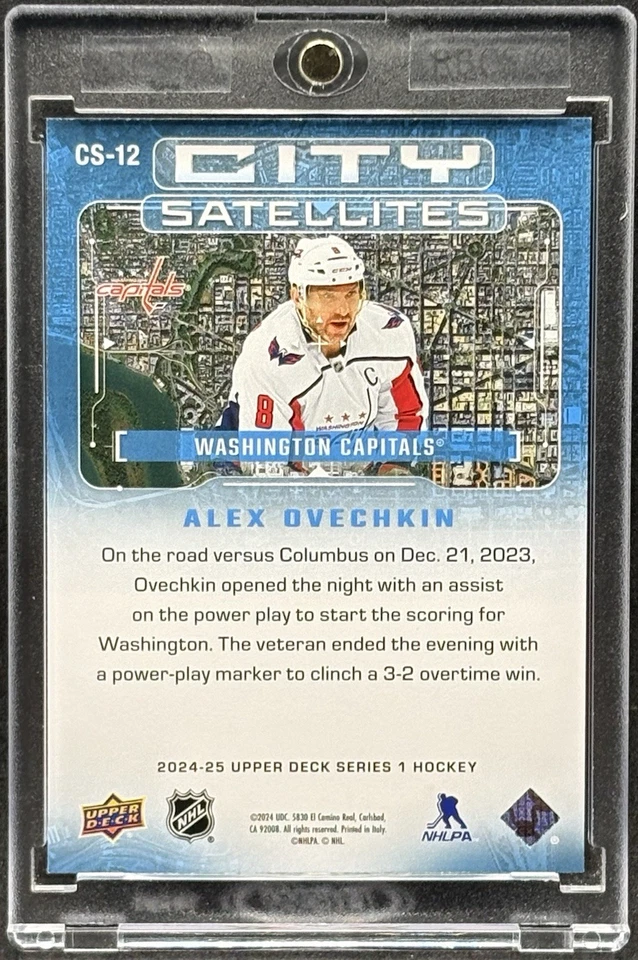 CS-12
CITY
SATELLITES
capitals
8
8
C
WASHINGTON
WASHINGTON CAPITALS®
ALEX OVECHKIN
On the road versus Columbus on Dec. 21, 2023,
Ovechkin opened the night with an assist
on the power play to start the scoring for
Washington. The veteran ended the evening with
a power-play marker to clinch a 3-2 overtime win.
2024-25 UPPER DECK SERIES 1 HOCKEY
UPPER
DECK
NHL
©2024 UDC. 5830 El Camino Real, Carlsbad,
CA 92008. All rights reserved. Printed in Italy.
©NHLPA. © NHL.
NHLPA